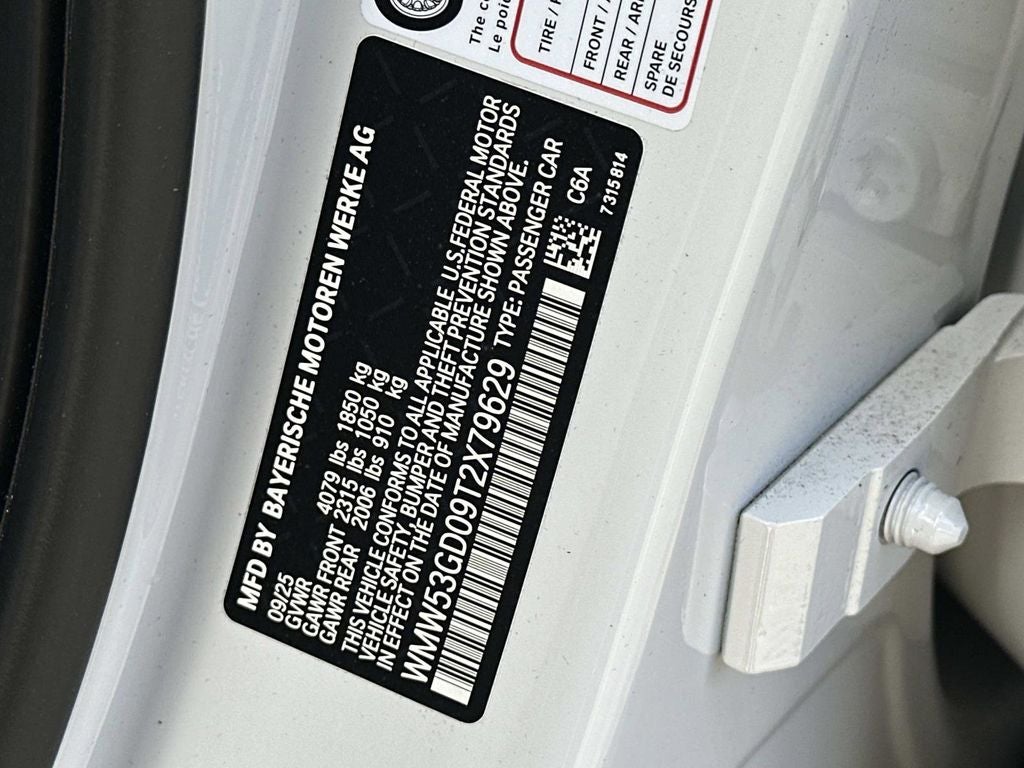 MFD BY BAYERISCHE MOTOREN WERKE AG
09/25
GVWR 4079 lbs 1850 kg
GAWR FRONT 2315 lbs 1050 kg
GAWR REAR 2006 lbs 910 kg
THIS VEHICLE CONFORMS TO ALL APPLICABLE U.S. FEDERAL MOTOR
VEHICLE SAFETY, BUMPER AND THEFT PREVENTION STANDARDS
IN EFFECT ON THE DATE OF MANUFACTURE SHOWN ABOVE.
WMW53GD09T2X79629 TYPE: PASSENGER CAR
C6A
7 315 814
The
Le
TIRE /
FRONT /
REAR /
SPARE
DE SECOURS